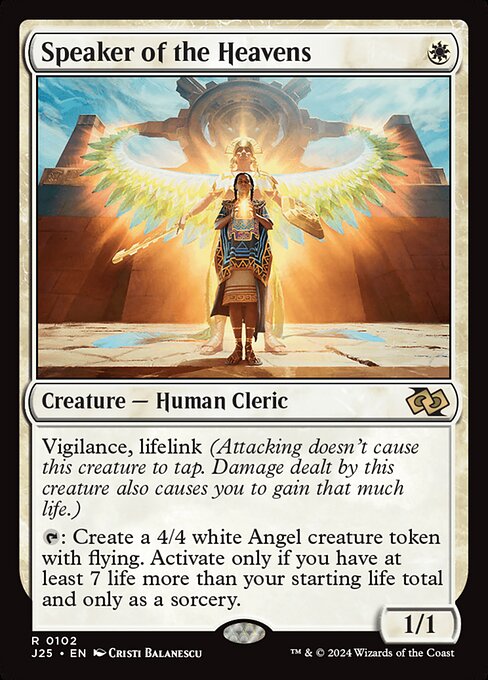 Speaker of the Heavens
Creature — Human Cleric
Vigilance, lifelink (Attacking doesn't cause
this creature to tap. Damage dealt by this
creature also causes you to gain that much
life.)
: Create a 4/4 white Angel creature token
with flying. Activate only if you have at
least 7 life more than your starting life total
and only as a sorcery.
1/1
R 0102
J25 • EN Cristi Balanescu
™ & © 2024 Wizards of the Coast